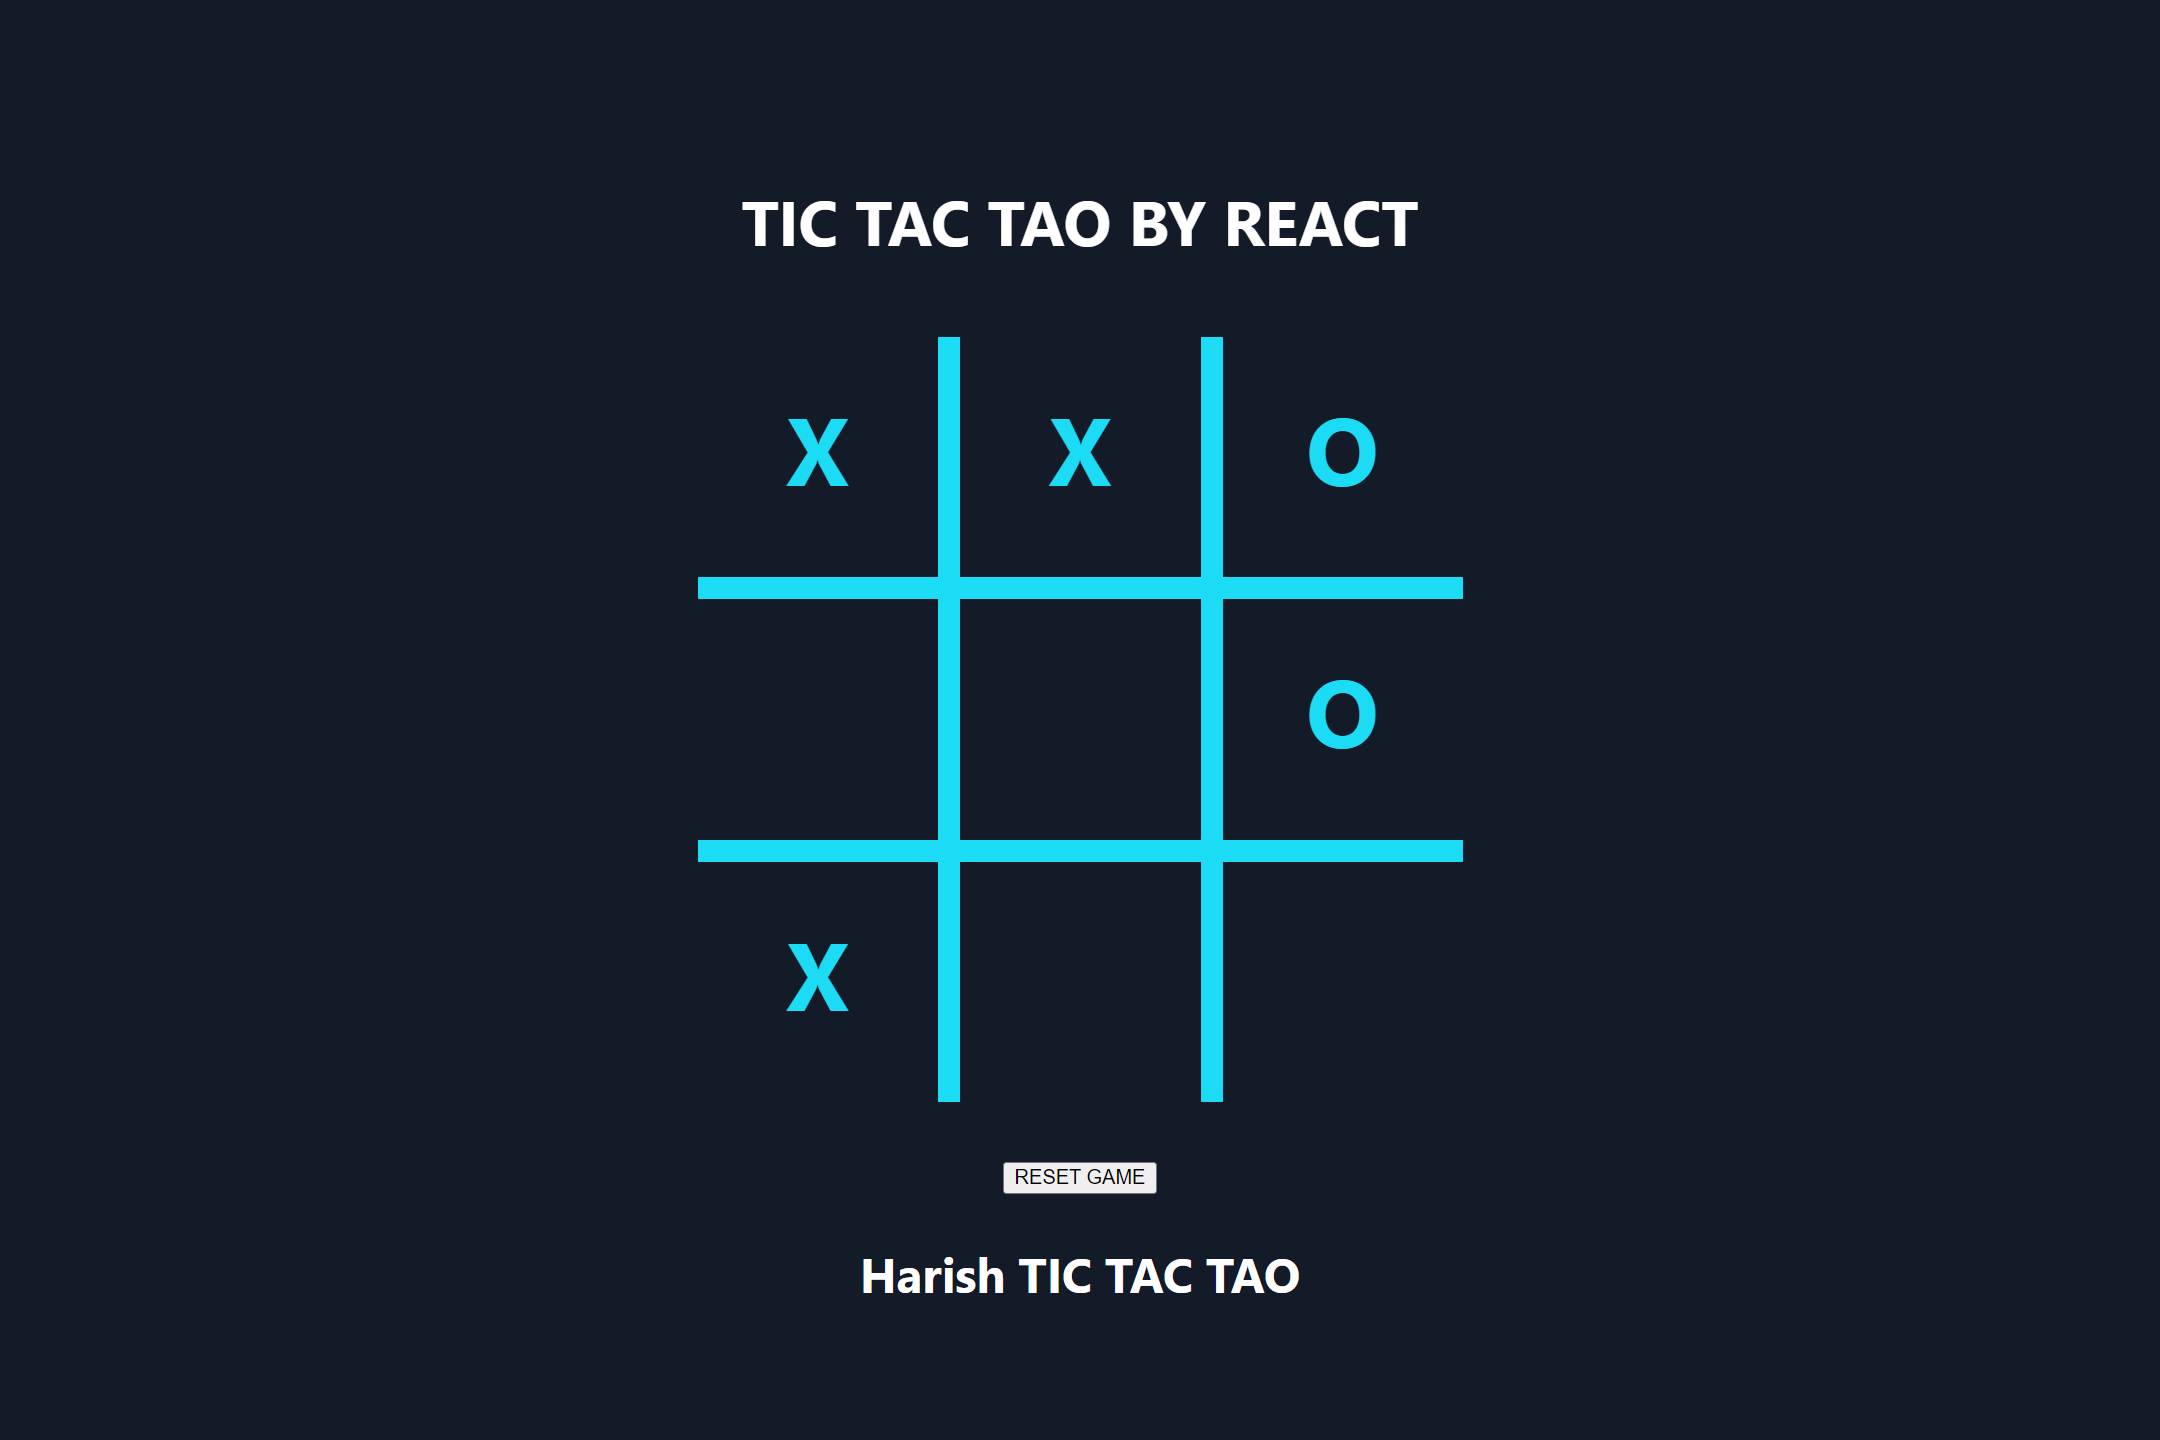 TIC TAC TAO BY REACT
X X O
O
X
RESET GAME
Harish TIC TAC TAO